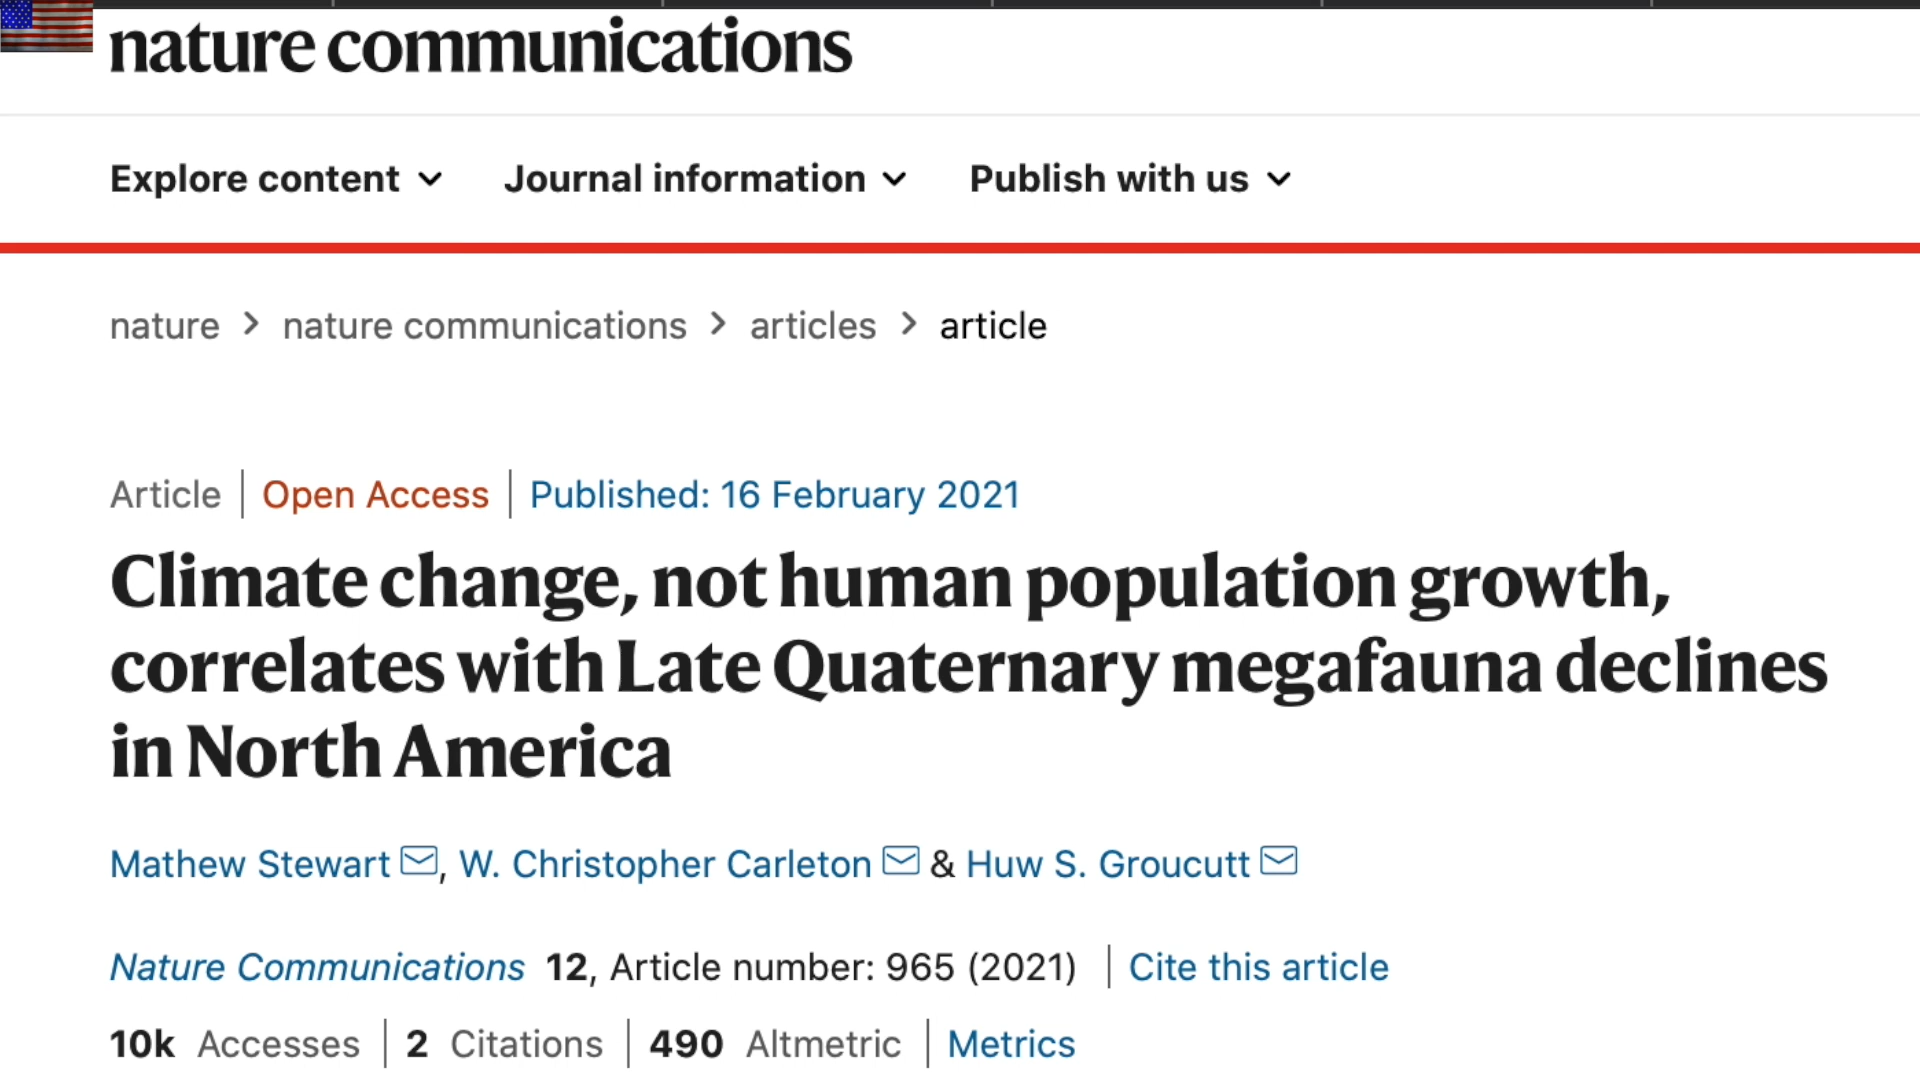 nature communications
Explore content Journal information Publish with us
nature > nature communications > articles > article
Article | Open Access | Published: 16 February 2021
Climate change, not human population growth,
correlates with Late Quaternary megafauna declines
in North America
Mathew Stewart, W. Christopher Carleton & Huw S. Groucutt
Nature Communications 12, Article number: 965 (2021) | Cite this article
10k Accesses | 2 Citations | 490 Altmetric | Metrics